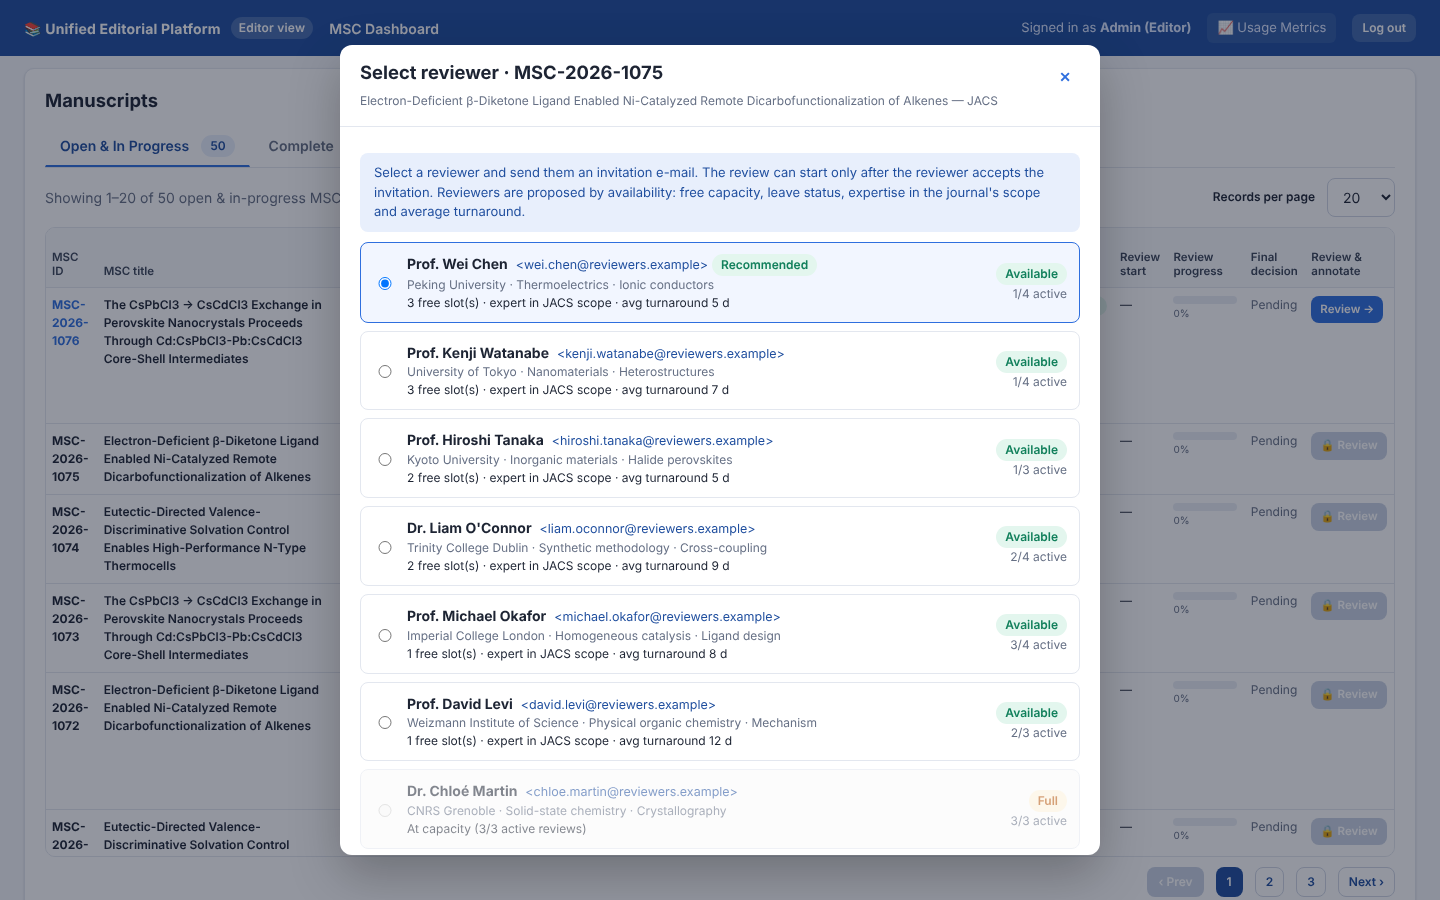 📚 Unified Editorial Platform Editor view MSC Dashboard Signed in as Admin (Editor) 📈 Usage Metrics Log out
Select reviewer · MSC-2026-1075 ×
Electron-Deficient β-Diketone Ligand Enabled Ni-Catalyzed Remote Dicarbofunctionalization of Alkenes — JACS
Select a reviewer and send them an invitation e-mail. The review can start only after the reviewer accepts the
invitation. Reviewers are proposed by availability: free capacity, leave status, expertise in the journal's scope
and average turnaround.
Prof. Wei Chen <wei.chen@reviewers.example> Recommended
Peking University · Thermoelectrics · Ionic conductors
3 free slot(s) · expert in JACS scope · avg turnaround 5 d
Available
1/4 active
Prof. Kenji Watanabe <kenji.watanabe@reviewers.example>
University of Tokyo · Nanomaterials · Heterostructures
3 free slot(s) · expert in JACS scope · avg turnaround 7 d
Available
1/4 active
Prof. Hiroshi Tanaka <hiroshi.tanaka@reviewers.example>
Kyoto University · Inorganic materials · Halide perovskites
2 free slot(s) · expert in JACS scope · avg turnaround 5 d
Available
1/3 active
Dr. Liam O'Connor <liam.oconnor@reviewers.example>
Trinity College Dublin · Synthetic methodology · Cross-coupling
2 free slot(s) · expert in JACS scope · avg turnaround 9 d
Available
2/4 active
Prof. Michael Okafor <michael.okafor@reviewers.example>
Imperial College London · Homogeneous catalysis · Ligand design
1 free slot(s) · expert in JACS scope · avg turnaround 8 d
Available
3/4 active
Prof. David Levi <david.levi@reviewers.example>
Weizmann Institute of Science · Physical organic chemistry · Mechanism
1 free slot(s) · expert in JACS scope · avg turnaround 12 d
Available
2/3 active
Dr. Chloé Martin <chloe.martin@reviewers.example>
CNRS Grenoble · Solid-state chemistry · Crystallography
At capacity (3/3 active reviews)
Full
3/3 active
Manuscripts
Open & In Progress 50 Complete
Showing 1–20 of 50 open & in-progress MSC
Records per page 20
MSC
ID
MSC title
Review
start
Review
progress
Final
decision
Review &
annotate
MSC-
2026-
1076
The CsPbCl3 → CsCdCl3 Exchange in
Perovskite Nanocrystals Proceeds
Through Cd:CsPbCl3-Pb:CsCdCl3
Core-Shell Intermediates
— 0% Pending Review →
MSC-
2026-
1075
Electron-Deficient β-Diketone Ligand
Enabled Ni-Catalyzed Remote
Dicarbofunctionalization of Alkenes
— 0% Pending 🔒 Review
MSC-
2026-
1074
Eutectic-Directed Valence-
Discriminative Solvation Control
Enables High-Performance N-Type
Thermocells
— 0% Pending 🔒 Review
MSC-
2026-
1073
The CsPbCl3 → CsCdCl3 Exchange in
Perovskite Nanocrystals Proceeds
Through Cd:CsPbCl3-Pb:CsCdCl3
Core-Shell Intermediates
— 0% Pending 🔒 Review
MSC-
2026-
1072
Electron-Deficient β-Diketone Ligand
Enabled Ni-Catalyzed Remote
Dicarbofunctionalization of Alkenes
— 0% Pending 🔒 Review
MSC-
2026-
Eutectic-Directed Valence-
Discriminative Solvation Control
— 0% Pending 🔒 Review
‹ Prev 1 2 3 Next ›